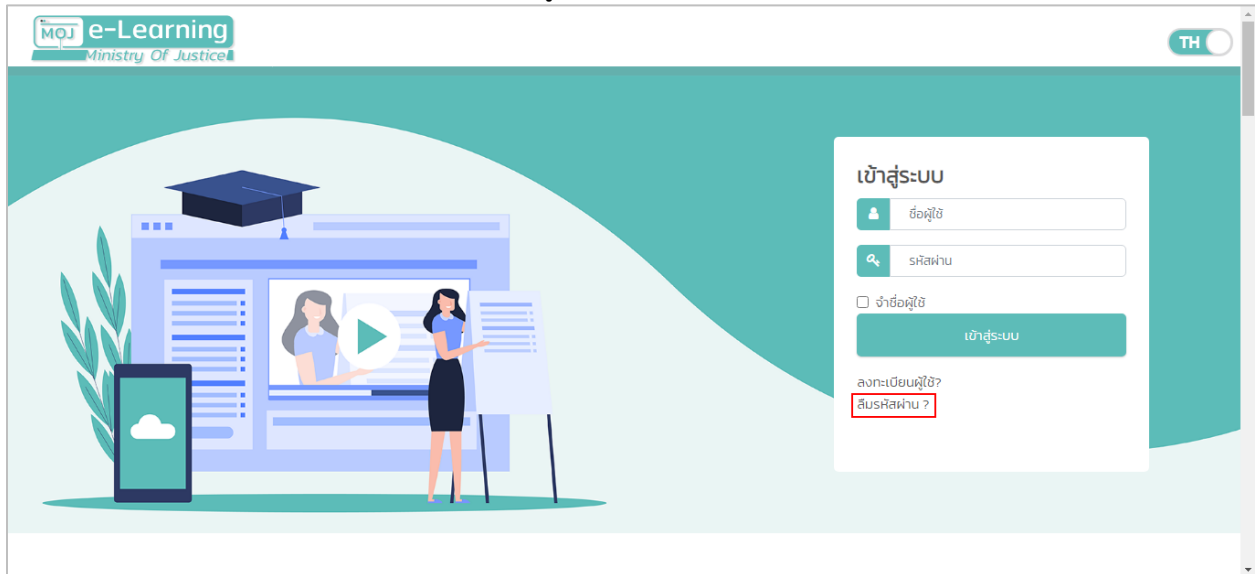 MOJ e-Learning
Ministry Of Justice
TH
เข้าสู่ระบบ
ชื่อผู้ใช้
รหัสผ่าน
จำชื่อผู้ใช้
เข้าสู่ระบบ
ลงทะเบียนผู้ใช้?
ลืมรหัสผ่าน ?